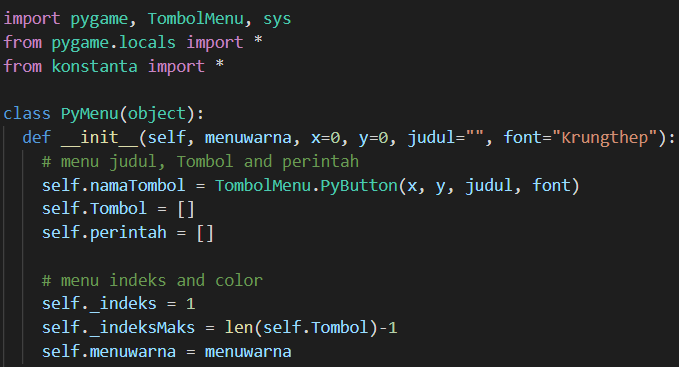 import pygame, TombolMenu, sys
from pygame.locals import *
from konstanta import *

class PyMenu(object):
  def __init__(self, menuwarna, x=0, y=0, judul="", font="Krungthep"):
    # menu judul, Tombol and perintah
    self.namaTombol = TombolMenu.PyButton(x, y, judul, font)
    self.Tombol = []
    self.perintah = []

    # menu indeks and color
    self._indeks = 1
    self._indeksMaks = len(self.Tombol)-1
    self.menuwarna = menuwarna